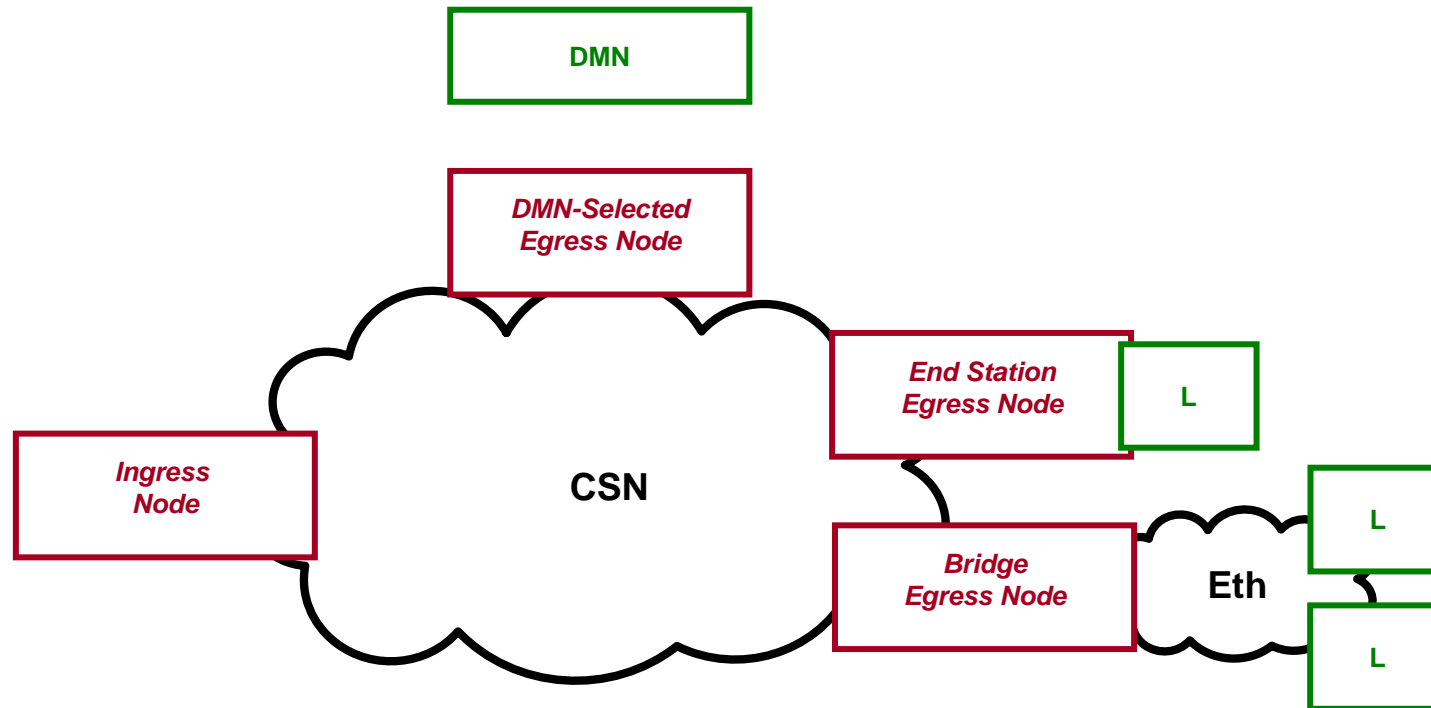 DMN
DMN-Selected
Egress Node
End Station
Egress Node
L
Ingress
Node
CSN
Bridge
Egress Node
Eth
L
L